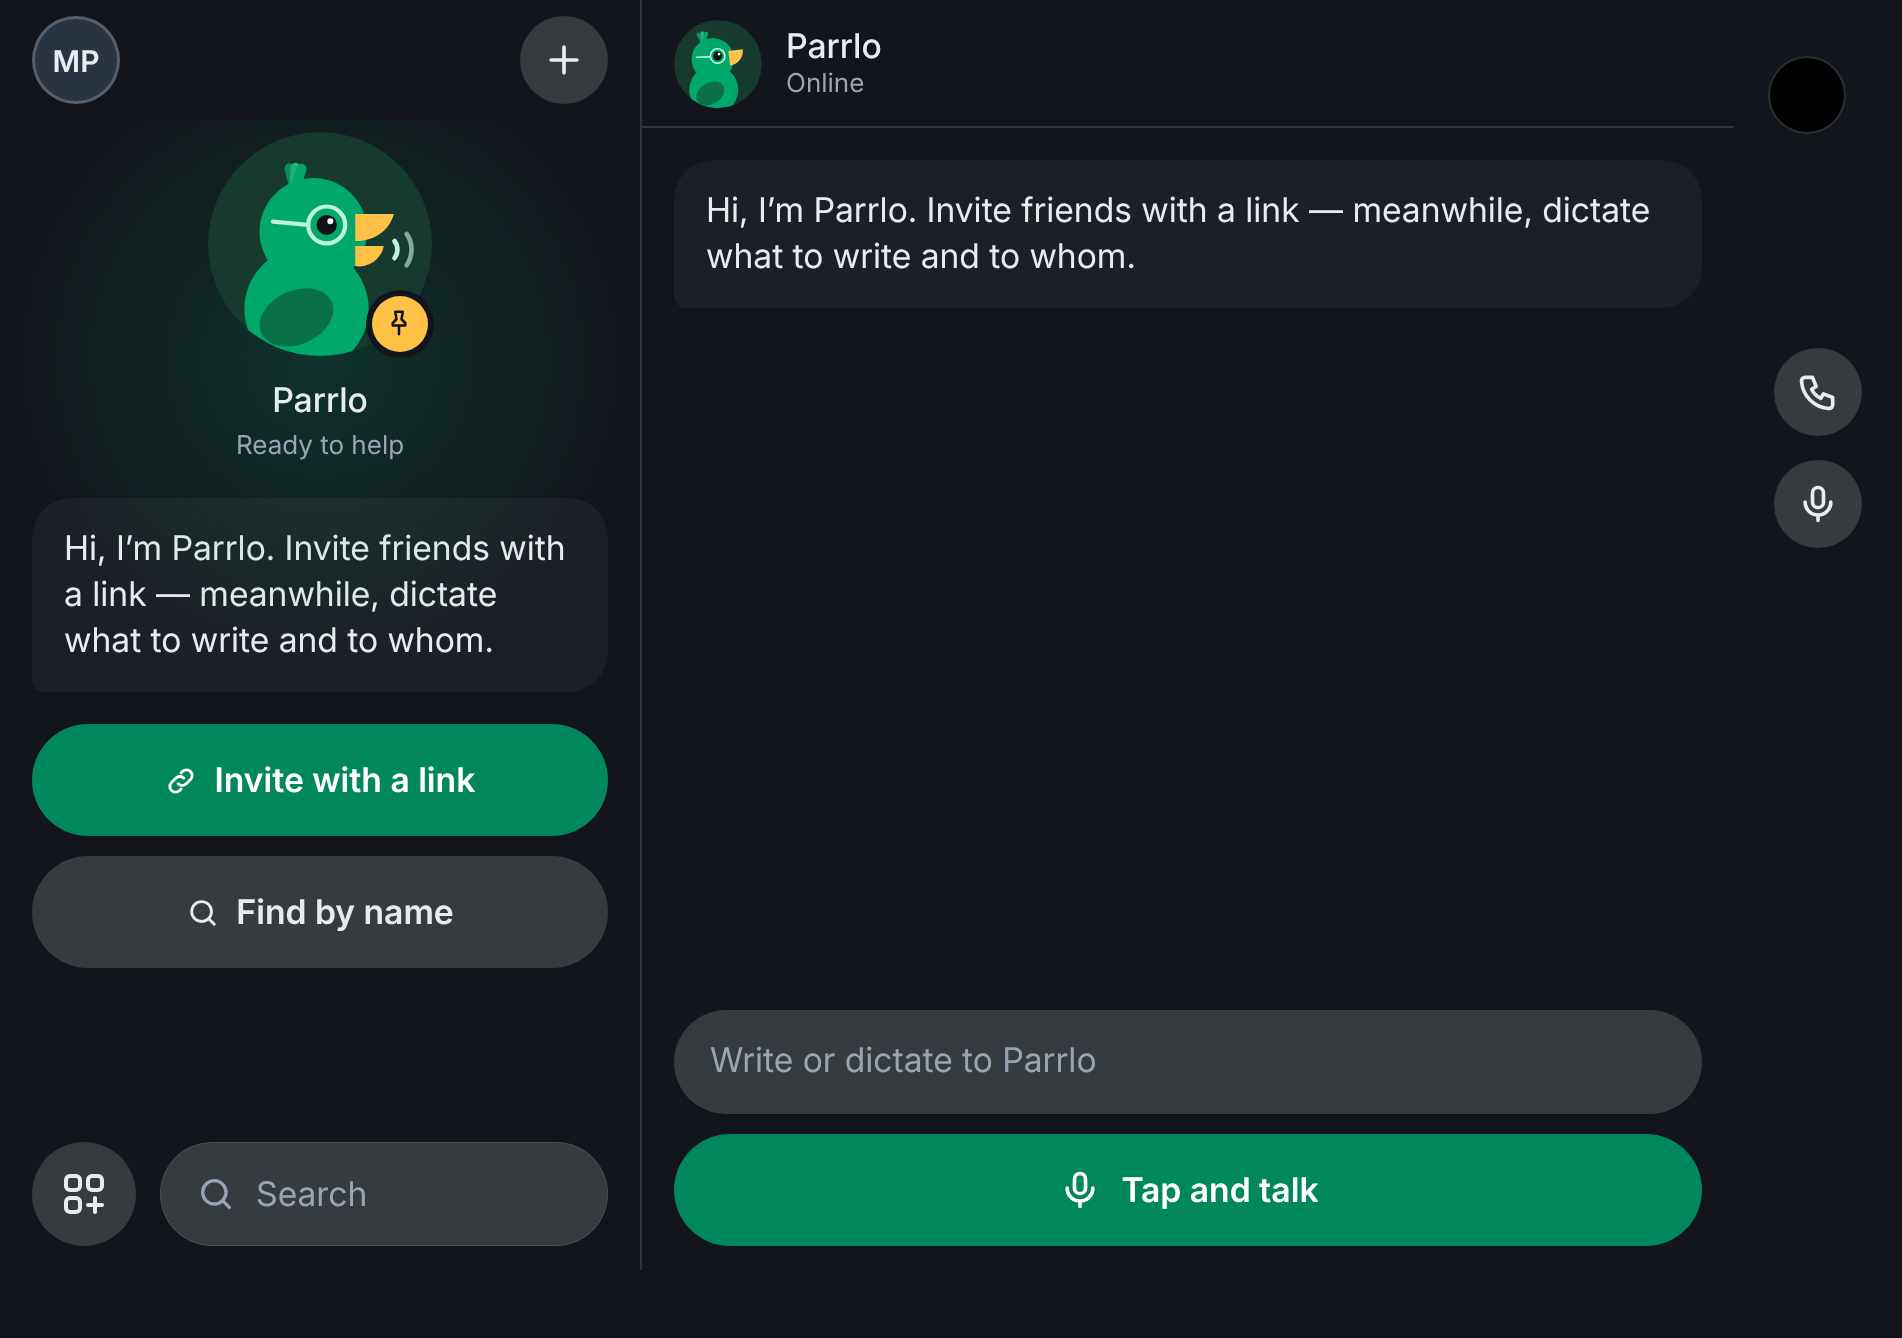 MP
Parrlo
Ready to help
Hi, I’m Parrlo. Invite friends with
a link — meanwhile, dictate
what to write and to whom.
Invite with a link
Find by name
Search
Parrlo
Online
Hi, I’m Parrlo. Invite friends with a link — meanwhile, dictate
what to write and to whom.
Write or dictate to Parrlo
Tap and talk